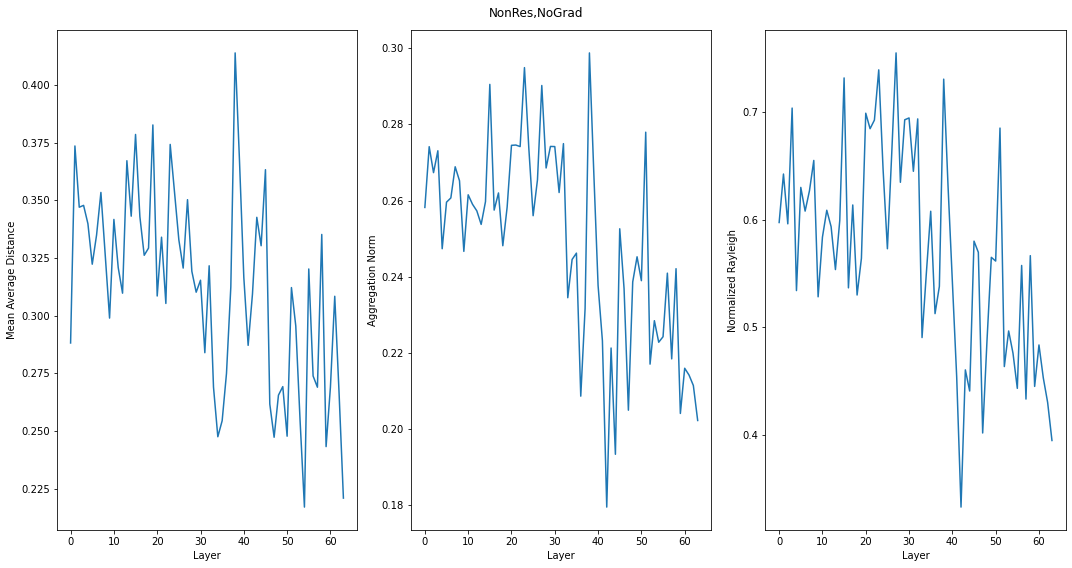 NonRes,NoGrad
Mean Average Distance
0.400
0.375
0.350
0.325
0.300
0.275
0.250
0.225
0 10 20 30 40 50 60
Layer
Aggregation Norm
0.30
0.28
0.26
0.24
0.22
0.20
0.18
0 10 20 30 40 50 60
Layer
Normalized Rayleigh
0.7
0.6
0.5
0.4
0 10 20 30 40 50 60
Layer